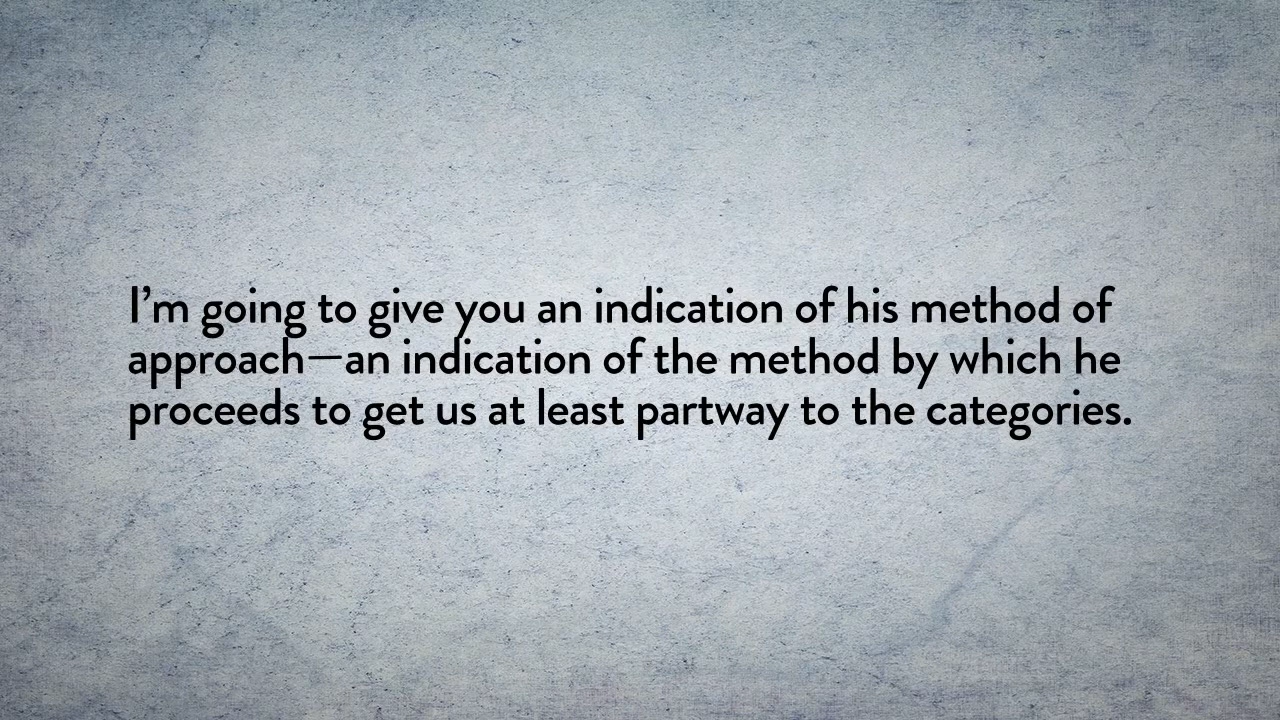 I’m going to give you an indication of his method of
approach—an indication of the method by which he
proceeds to get us at least partway to the categories.